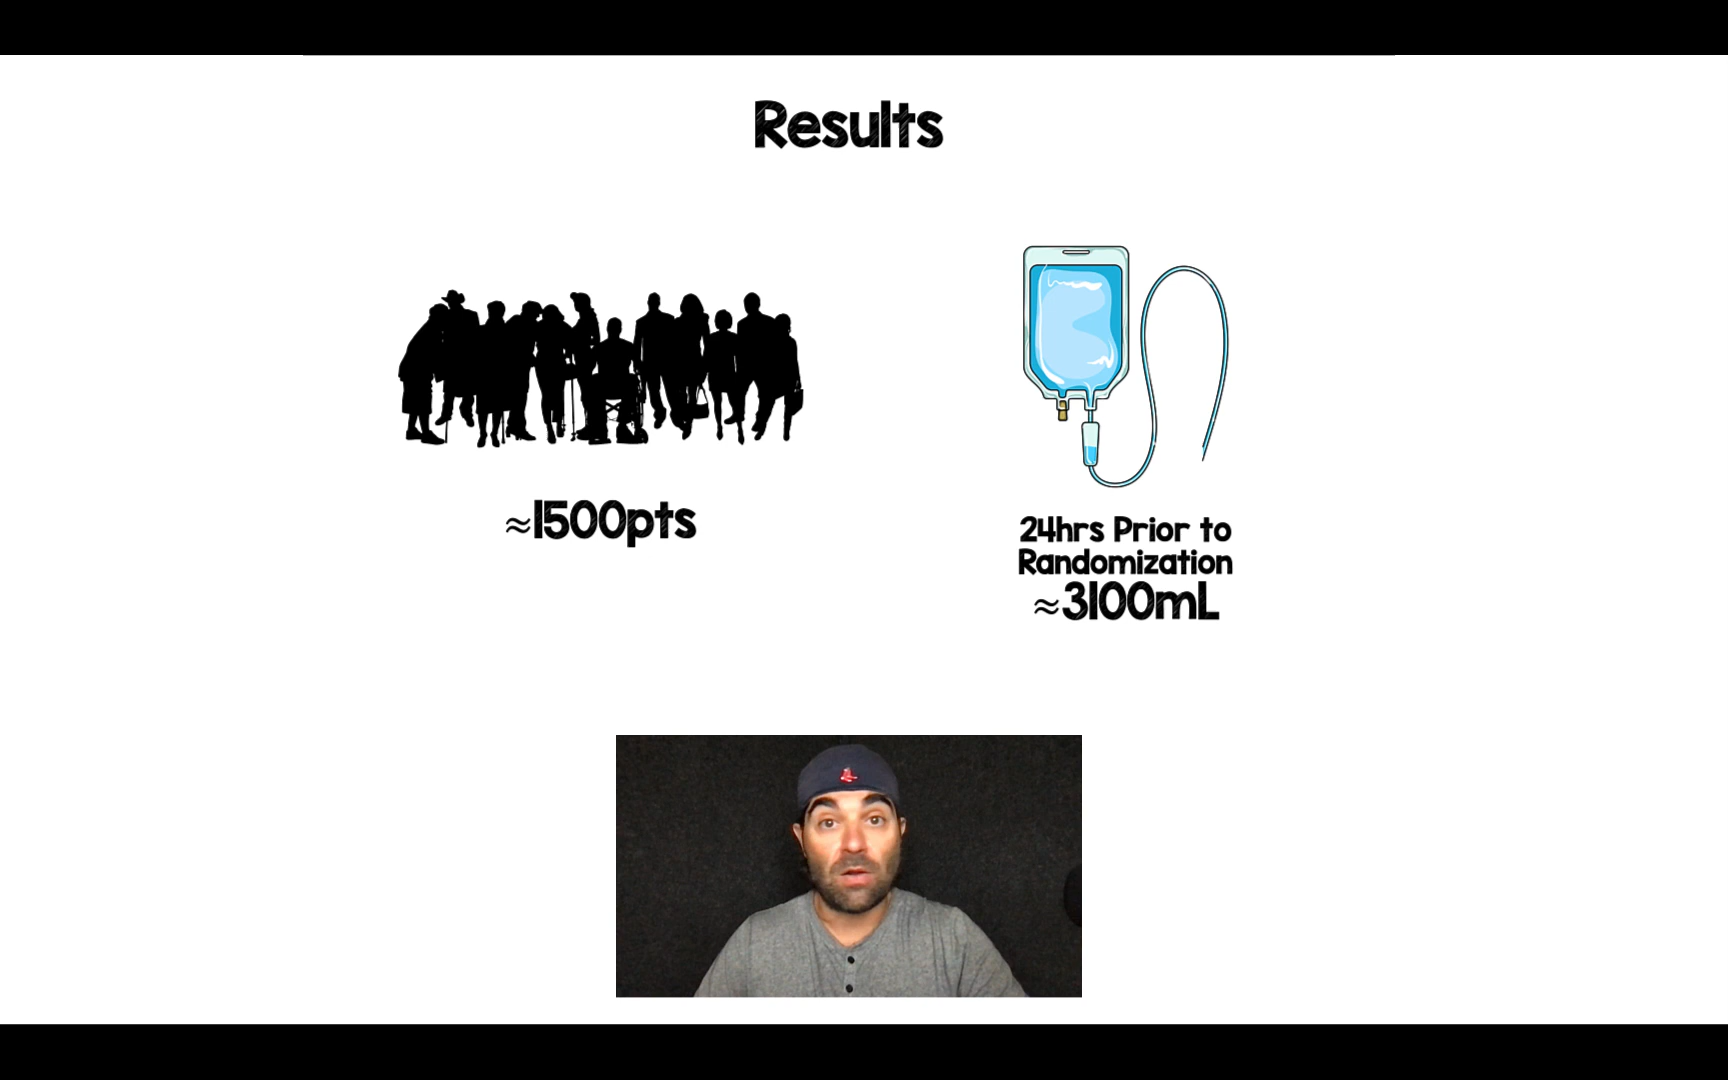 Results
≈1500pts
24hrs Prior to
Randomization
≈3100mL